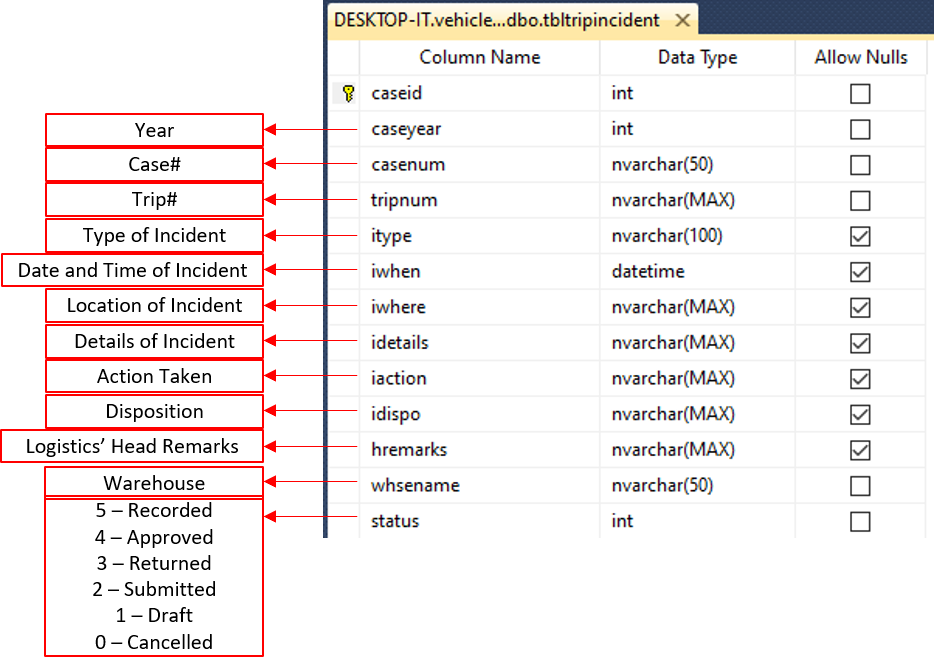 DESKTOP-IT.vehicle...dbo.tbltripincident
Column Name Data Type Allow Nulls
caseid int
Year caseyear int
Case# casenum nvarchar(50)
Trip# tripnum nvarchar(MAX)
Type of Incident itype nvarchar(100)
Date and Time of Incident iwhen datetime
Location of Incident iwhere nvarchar(MAX)
Details of Incident idetails nvarchar(MAX)
Action Taken iaction nvarchar(MAX)
Disposition idispo nvarchar(MAX)
Logistics’ Head Remarks hremarks nvarchar(MAX)
Warehouse whsename nvarchar(50)
5 – Recorded status int
4 – Approved
3 – Returned
2 – Submitted
1 – Draft
0 – Cancelled